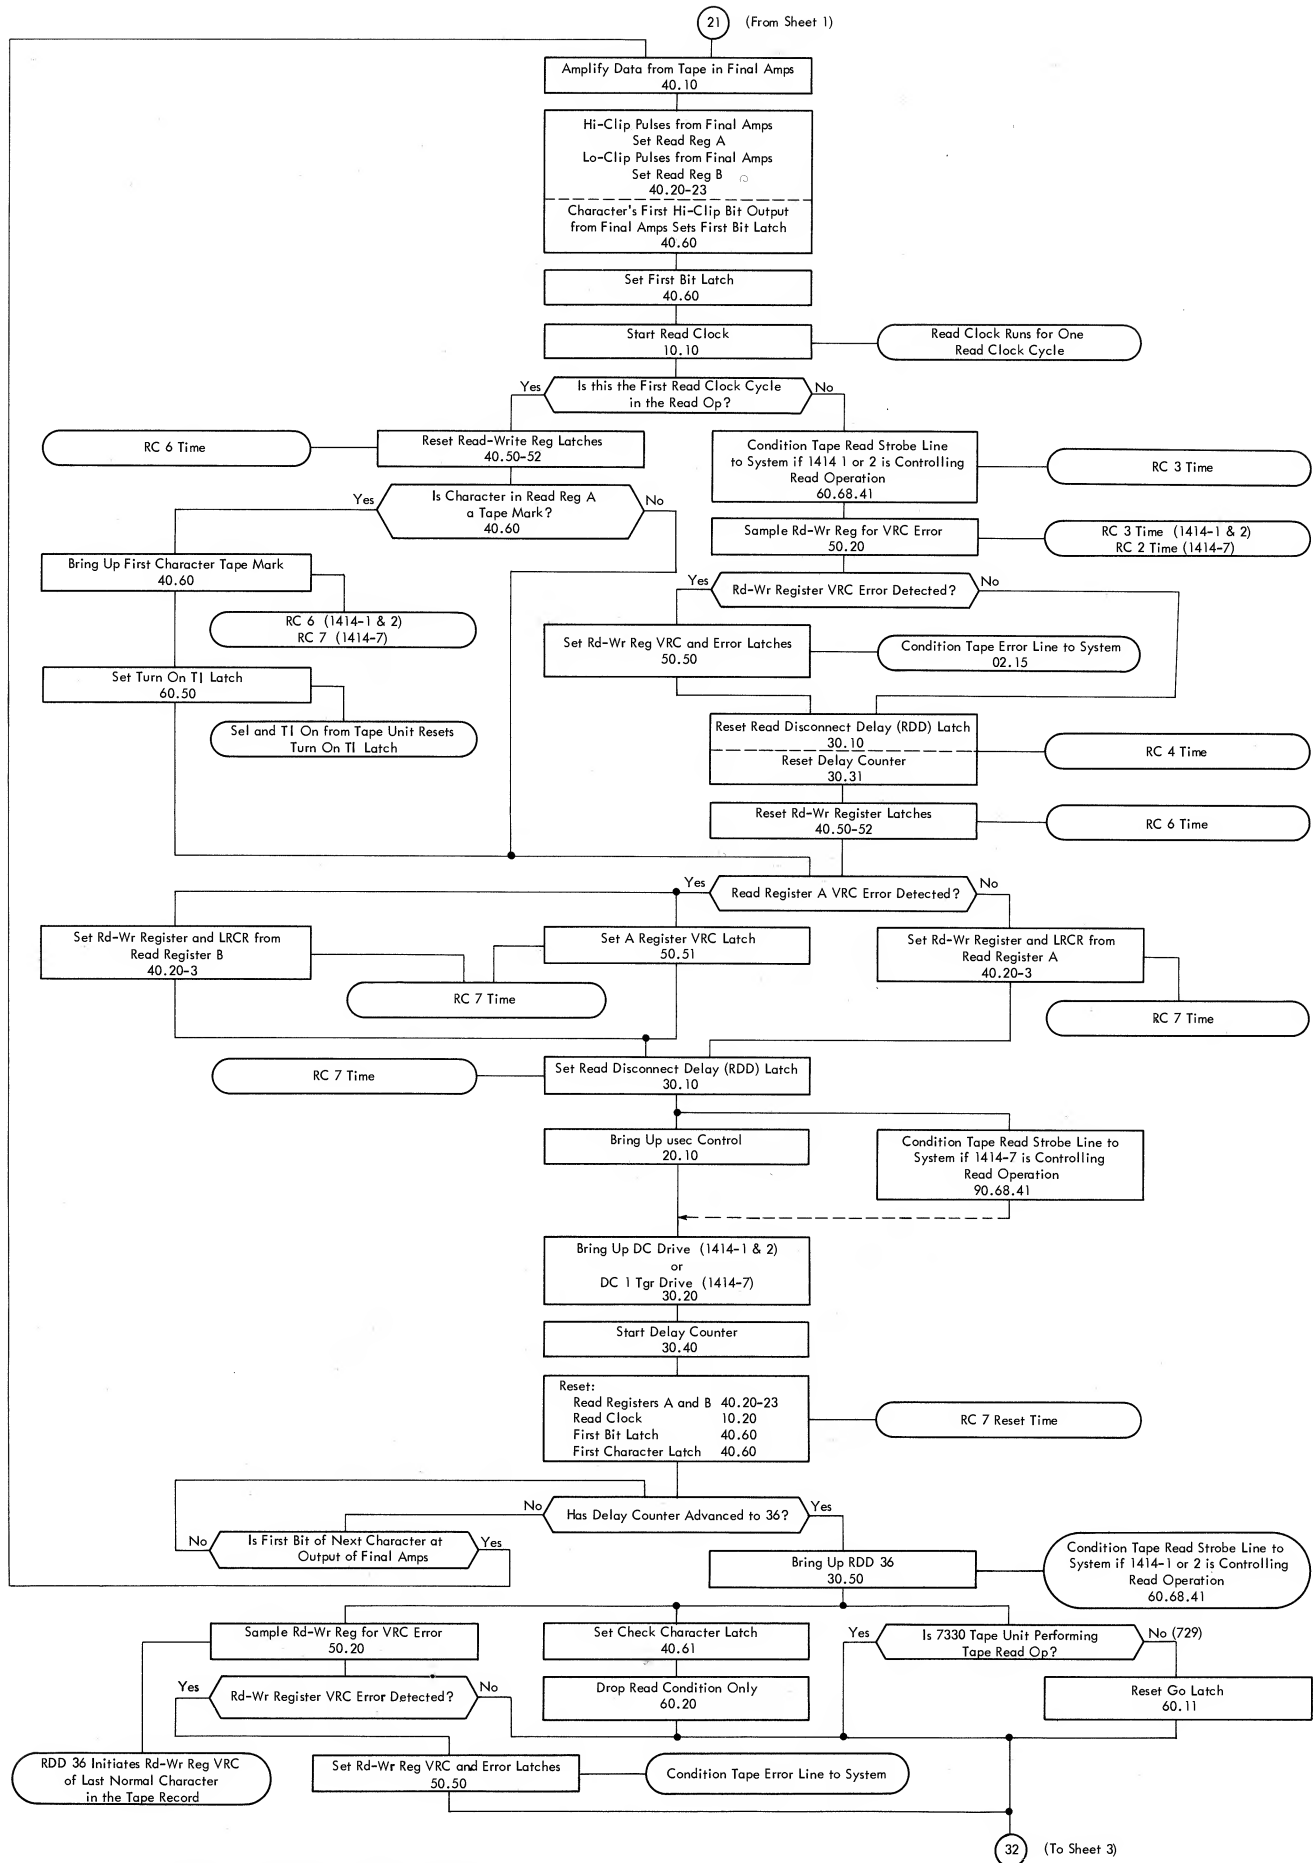 21 (From Sheet 1)
Amplify Data from Tape in Final Amps
40.10
Hi-Clip Pulses from Final Amps
Set Read Reg A
Lo-Clip Pulses from Final Amps
Set Read Reg B
40.20-23
Character's First Hi-Clip Bit Output
from Final Amps Sets First Bit Latch
40.60
Set First Bit Latch
40.60
Start Read Clock
10.10
Read Clock Runs for One
Read Clock Cycle
Yes
Is this the First Read Clock Cycle
in the Read Op?
No
RC 6 Time
Reset Read-Write Reg Latches
40.50-52
Condition Tape Read Strobe Line
to System if 1414 1 or 2 is Controlling
Read Operation
60.68.41
RC 3 Time
Yes
Is Character in Read Reg A
a Tape Mark?
40.60
No
Sample Rd-Wr Reg for VRC Error
50.20
RC 3 Time (1414-1 & 2)
RC 2 Time (1414-7)
Bring Up First Character Tape Mark
40.60
RC 6 (1414-1 & 2)
RC 7 (1414-7)
Yes
Rd-Wr Register VRC Error Detected?
No
Set Rd-Wr Reg VRC and Error Latches
50.50
Condition Tape Error Line to System
02.15
Set Turn On TI Latch
60.50
Sel and TI On from Tape Unit Resets
Turn On TI Latch
Reset Read Disconnect Delay (RDD) Latch
30.10
Reset Delay Counter
30.31
RC 4 Time
Reset Rd-Wr Register Latches
40.50-52
RC 6 Time
Yes
Read Register A VRC Error Detected?
No
Set Rd-Wr Register and LRCR from
Read Register B
40.20-3
Set A Register VRC Latch
50.51
Set Rd-Wr Register and LRCR from
Read Register A
40.20-3
RC 7 Time
RC 7 Time
RC 7 Time
Set Read Disconnect Delay (RDD) Latch
30.10
Bring Up usec Control
20.10
Condition Tape Read Strobe Line to
System if 1414-7 is Controlling
Read Operation
90.68.41
Bring Up DC Drive (1414-1 & 2)
or
DC 1 Tgr Drive (1414-7)
30.20
Start Delay Counter
30.40
Reset:
Read Registers A and B 40.20-23
Read Clock 10.20
First Bit Latch 40.60
First Character Latch 40.60
RC 7 Reset Time
No
Has Delay Counter Advanced to 36?
Yes
No
Is First Bit of Next Character at
Output of Final Amps
Yes
Bring Up RDD 36
30.50
Condition Tape Read Strobe Line to
System if 1414-1 or 2 is Controlling
Read Operation
60.68.41
Sample Rd-Wr Reg for VRC Error
50.20
Set Check Character Latch
40.61
Yes
Is 7330 Tape Unit Performing
Tape Read Op?
No (729)
Yes
Rd-Wr Register VRC Error Detected?
No
Drop Read Condition Only
60.20
Reset Go Latch
60.11
RDD 36 Initiates Rd-Wr Reg VRC
of Last Normal Character
in the Tape Record
Set Rd-Wr Reg VRC and Error Latches
50.50
Condition Tape Error Line to System
32 (To Sheet 3)